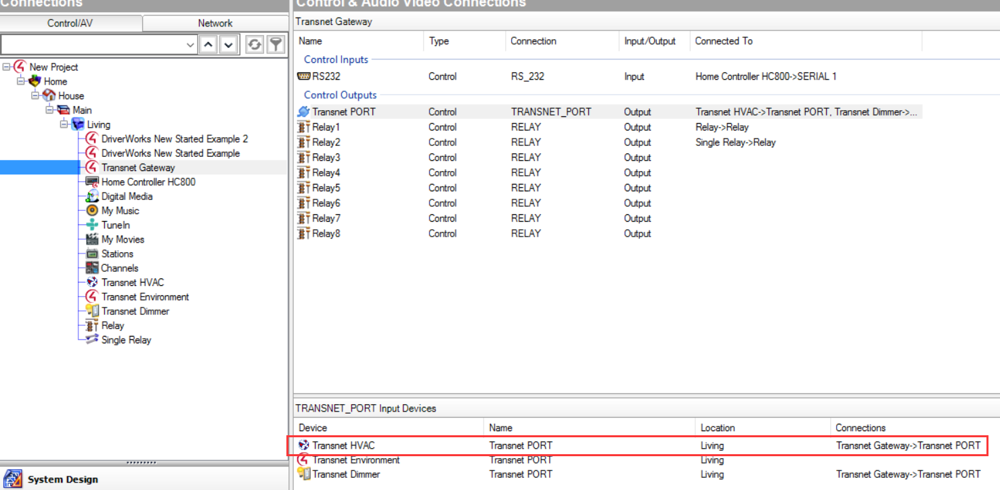 Connections
Control & Audio Video Connections
Control/AV Network
Transnet Gateway
Name Type Connection Input/Output Connected To
Control Inputs
RS232 Control RS_232 Input Home Controller HC800->SERIAL 1
Control Outputs
Transnet PORT Control TRANSNET_PORT Output Transnet HVAC->Transnet PORT, Transnet Dimmer->...
Relay1 Control RELAY Output Relay->Relay
Relay2 Control RELAY Output Single Relay->Relay
Relay3 Control RELAY Output
Relay4 Control RELAY Output
Relay5 Control RELAY Output
Relay6 Control RELAY Output
Relay7 Control RELAY Output
Relay8 Control RELAY Output
New Project
Home
House
Main
Living
DriverWorks New Started Example 2
DriverWorks New Started Example
Transnet Gateway
Home Controller HC800
Digital Media
My Music
TuneIn
My Movies
Stations
Channels
Transnet HVAC
Transnet Environment
Transnet Dimmer
Relay
Single Relay
System Design
TRANSNET_PORT Input Devices
Device Name Location Connections
Transnet HVAC Transnet PORT Living Transnet Gateway->Transnet PORT
Transnet Environment Transnet PORT Living
Transnet Dimmer Transnet PORT Living Transnet Gateway->Transnet PORT